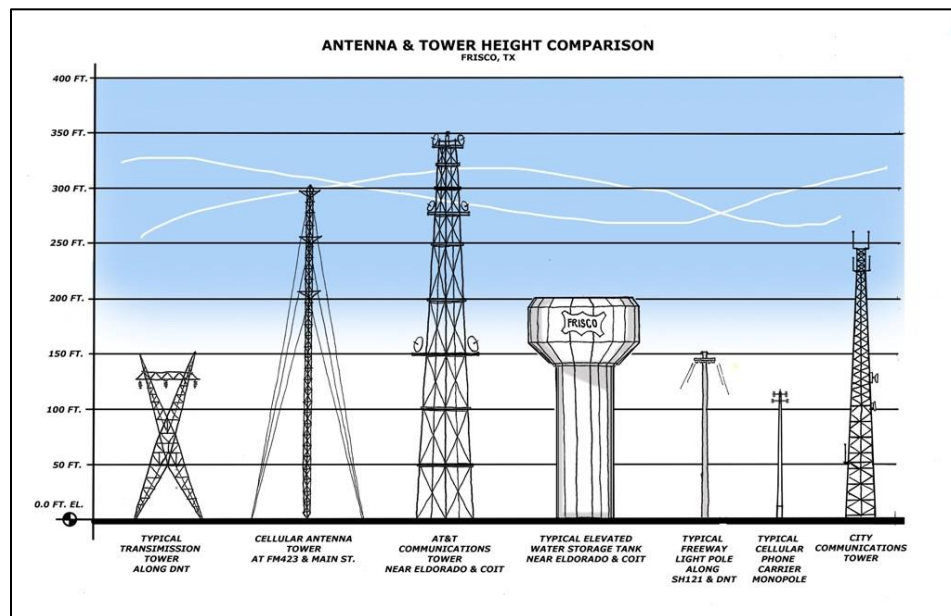 ANTENNA & TOWER HEIGHT COMPARISON
FRISCO, TX
400 FT.
350 FT.
300 FT.
250 FT.
200 FT.
150 FT.
100 FT.
50 FT.
0.0 FT. EL.
FRISCO
TYPICAL
TRANSIMISSION
TOWER
ALONG DNT
CELLULAR ANTENNA
TOWER
AT FM423 & MAIN ST.
AT&T
COMMUNICATIONS
TOWER
NEAR ELDORADO & COIT
TYPICAL ELEVATED
WATER STORAGE TANK
NEAR ELDORADO & COIT
TYPICAL
FREEWAY
LIGHT POLE
ALONG
SH121 & DNT
TYPICAL
CELLULAR
PHONE
CARRIER
MONOPOLE
CITY
COMMUNICATIONS
TOWER